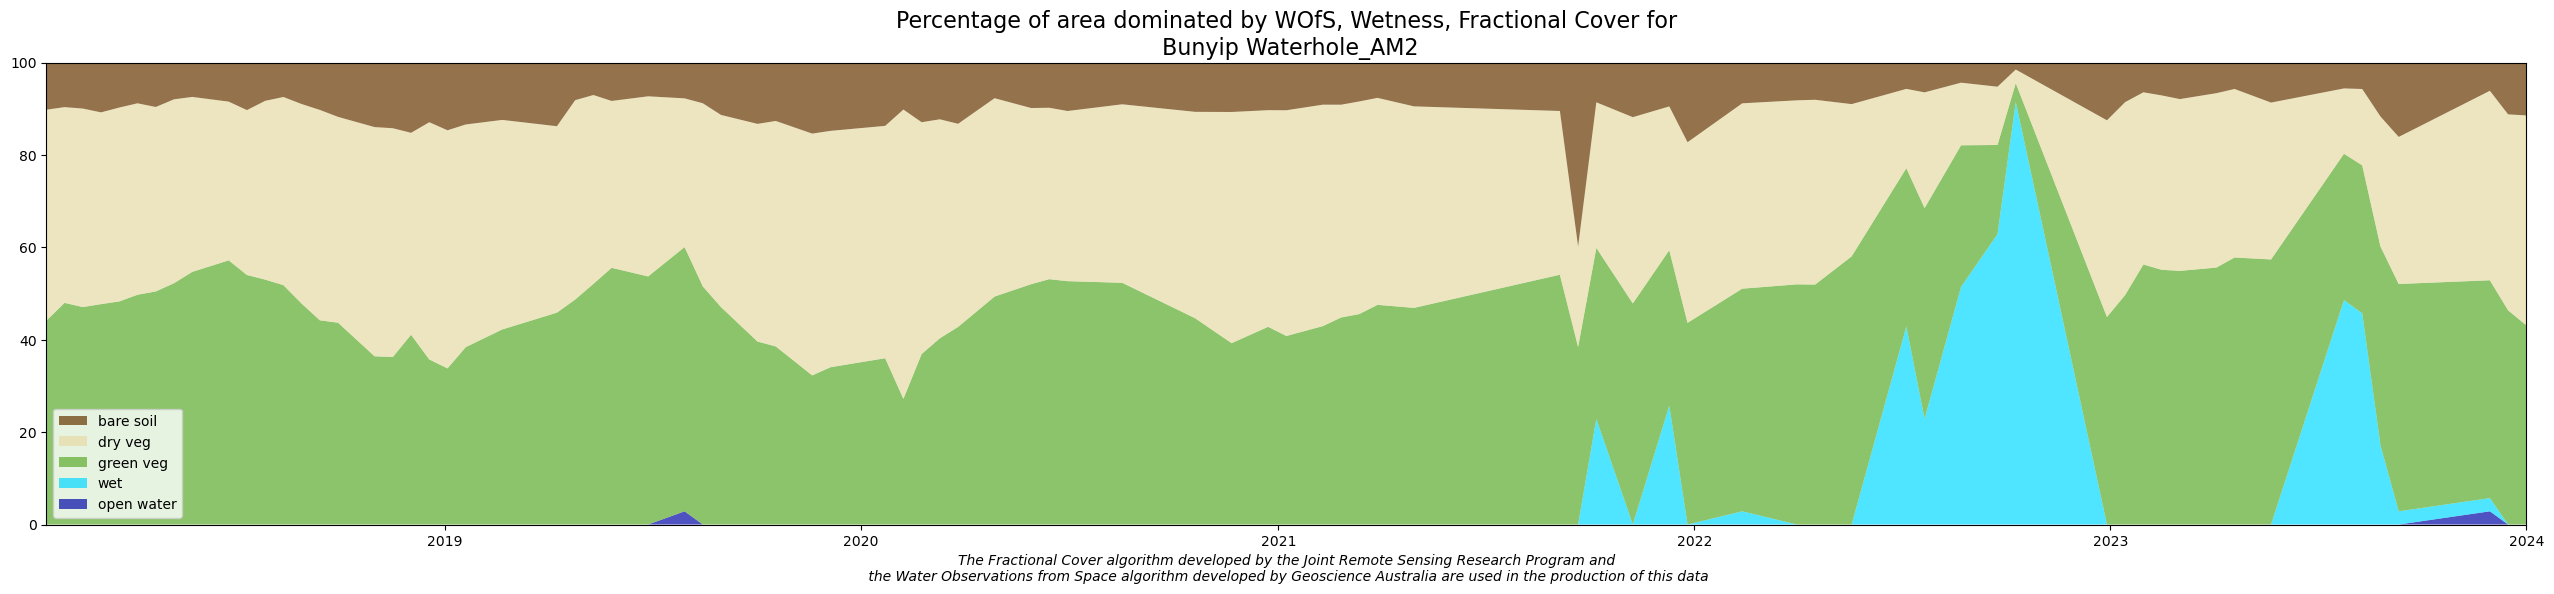 Percentage of area dominated by WOfS, Wetness, Fractional Cover for
Bunyip Waterhole_AM2
100
80
60
40
20
0
bare soil
dry veg
green veg
wet
open water
2019
2020
2021
2022
2023
2024
The Fractional Cover algorithm developed by the Joint Remote Sensing Research Program and
the Water Observations from Space algorithm developed by Geoscience Australia are used in the production of this data